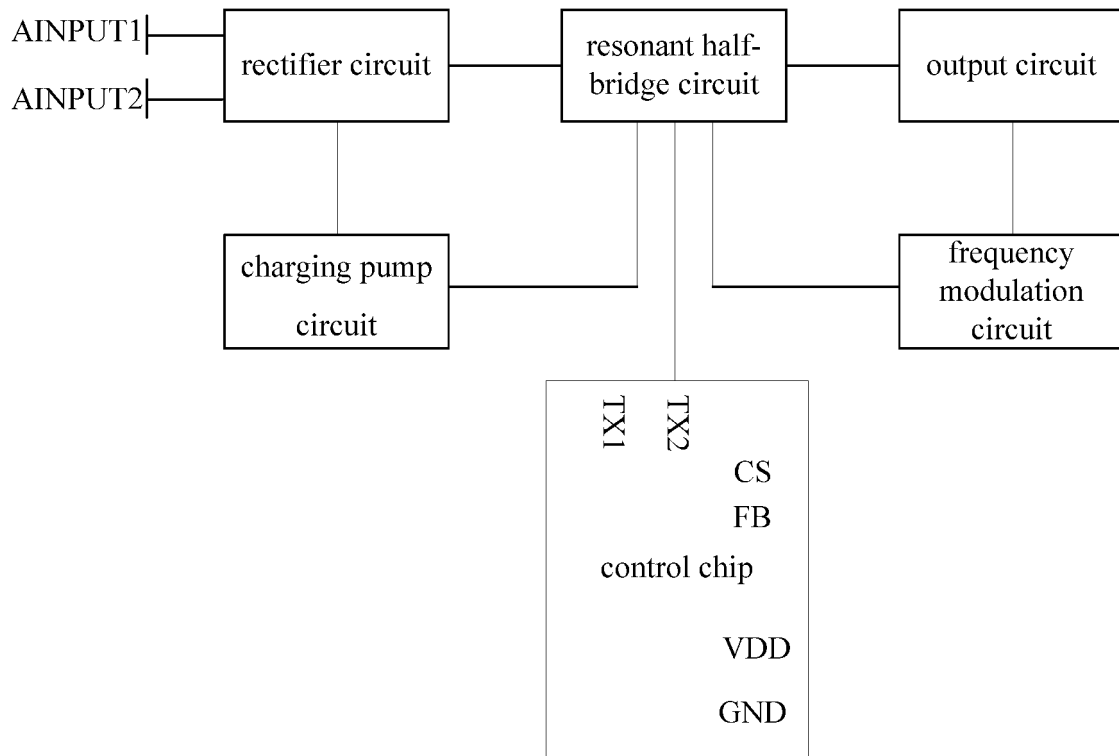 AINPUT1
AINPUT2
rectifier circuit
resonant half-
bridge circuit
output circuit
charging pump
circuit
frequency
modulation
circuit
TX1
TX2
CS
FB
control chip
VDD
GND